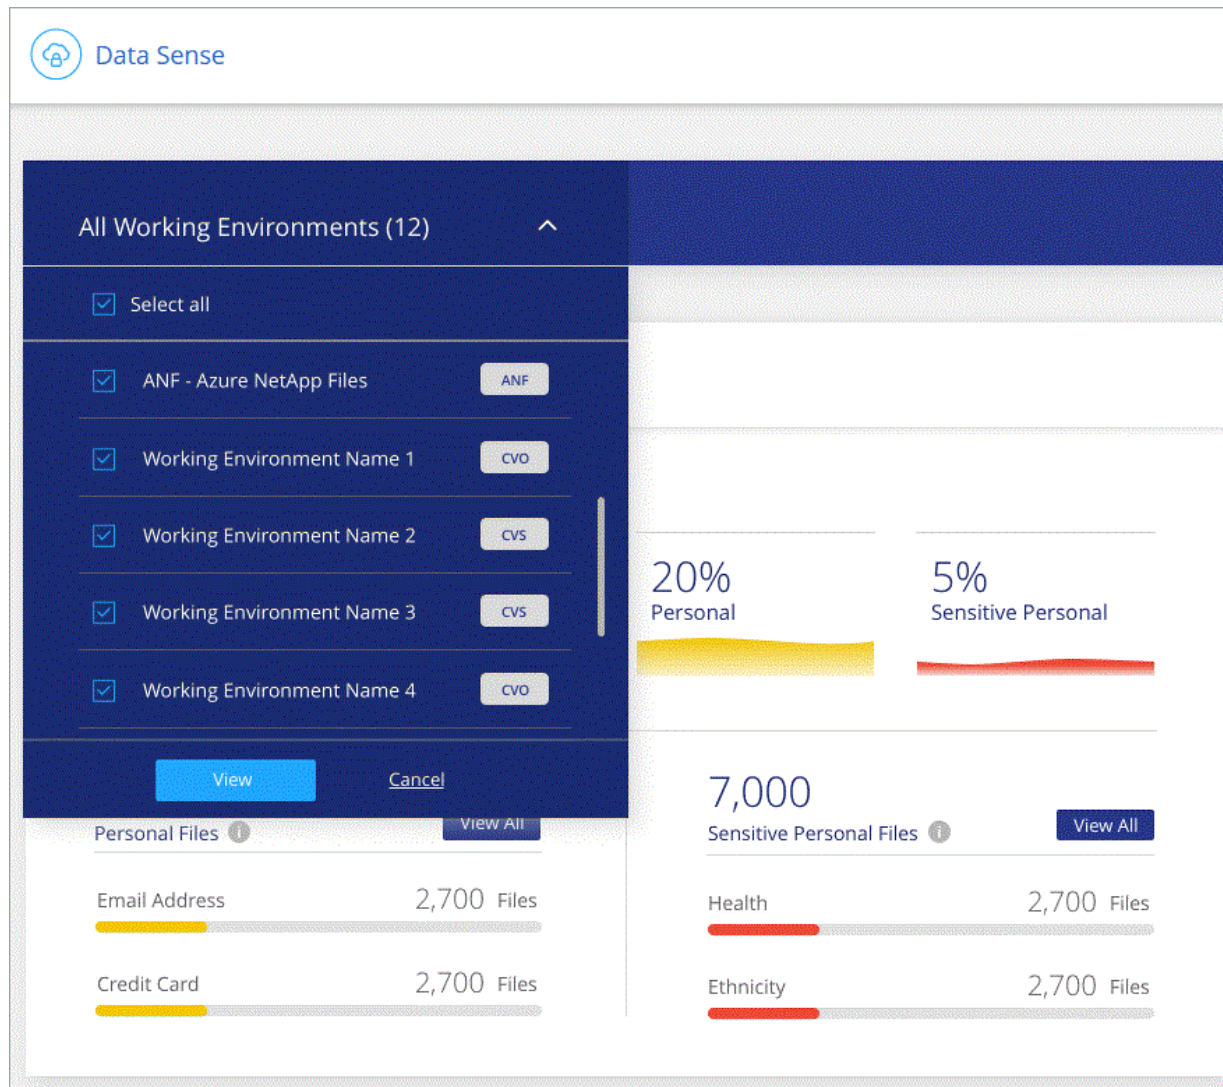 Data Sense
All Working Environments (12)
Select all
ANF - Azure NetApp Files ANF
Working Environment Name 1 CVO
Working Environment Name 2 CVS
Working Environment Name 3 CVS
Working Environment Name 4 CVO
View Cancel
20%
Personal
5%
Sensitive Personal
Personal Files i View All
Email Address 2,700 Files
Credit Card 2,700 Files
7,000
Sensitive Personal Files i View All
Health 2,700 Files
Ethnicity 2,700 Files